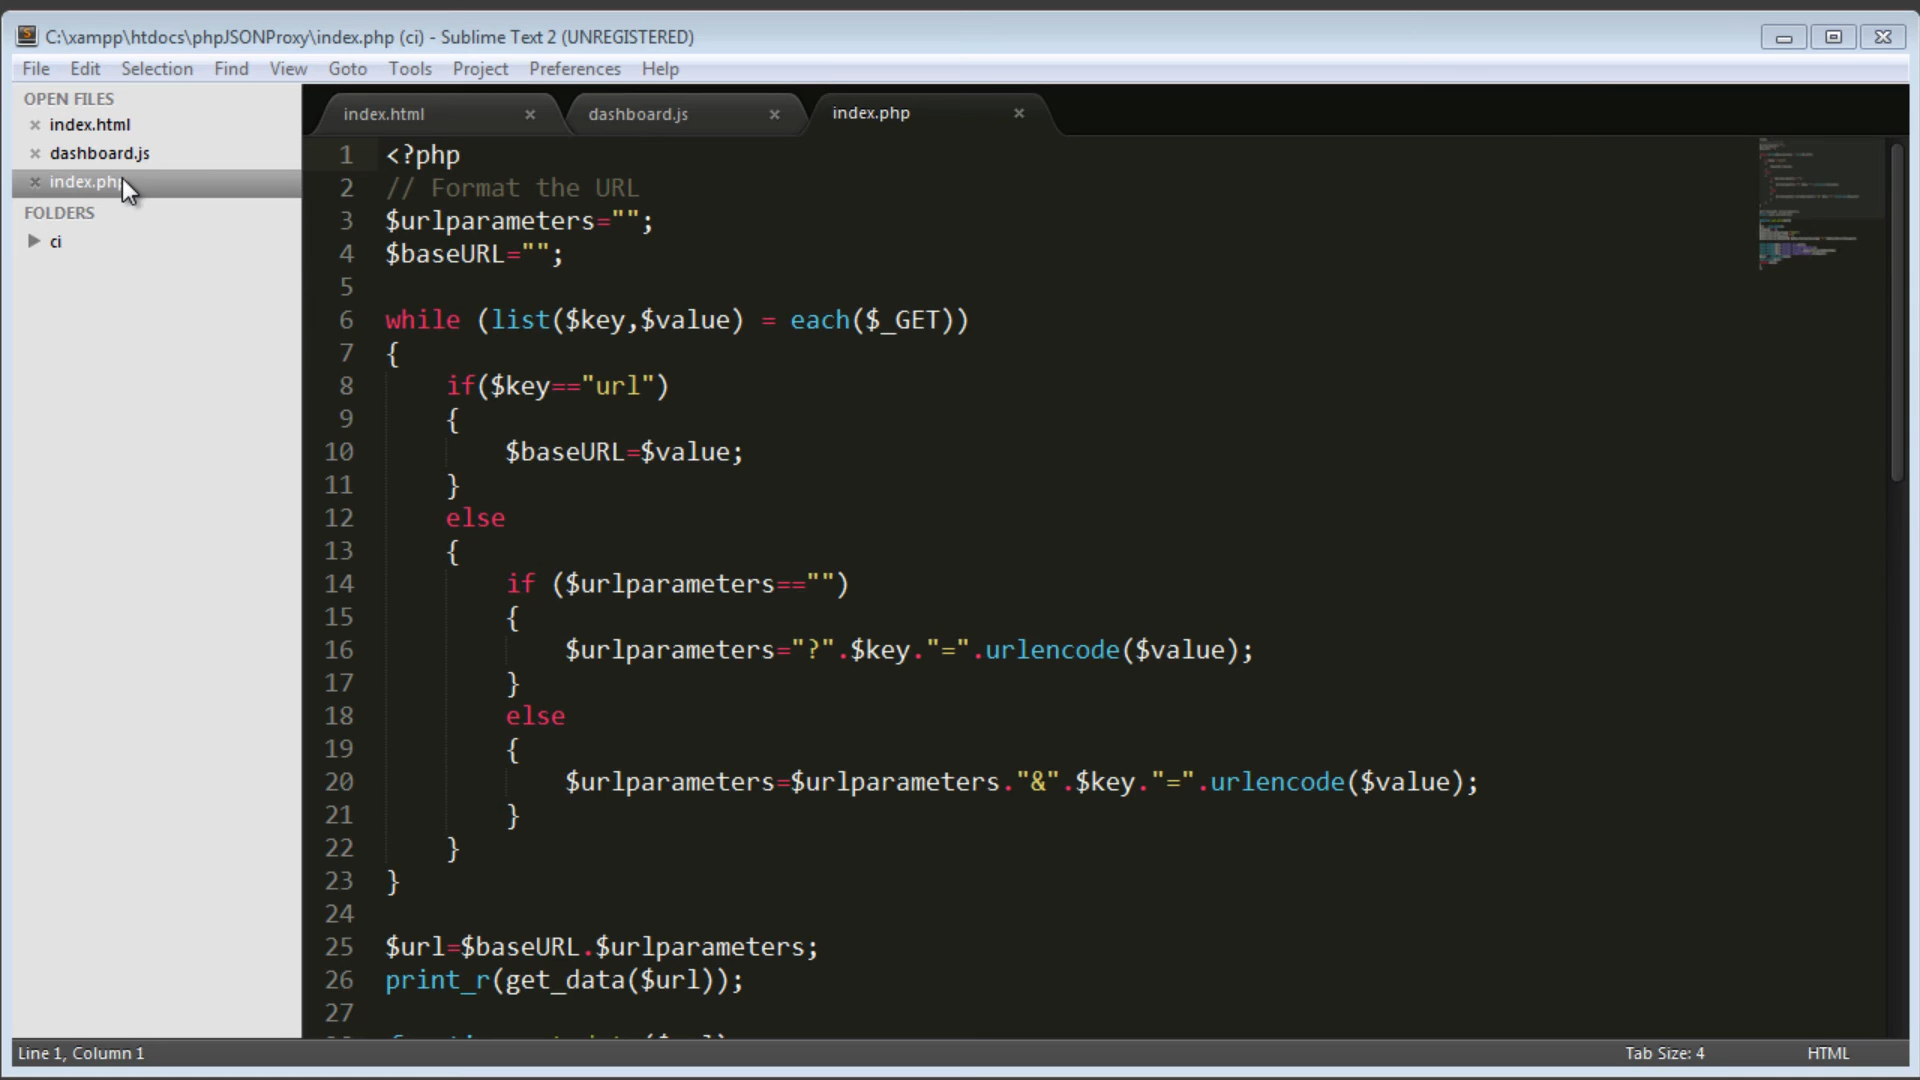 C:\xampp\htdocs\phpJSONProxy\index.php (ci) - Sublime Text 2 (UNREGISTERED)
File Edit Selection Find View Goto Tools Project Preferences Help
OPEN FILES
index.html
dashboard.js
index.php
FOLDERS
ci
index.html dashboard.js index.php
1 <?php
2 // Format the URL
3 $urlparameters="";
4 $baseURL="";
5
6 while (list($key,$value) = each($_GET))
7 {
8 if($key=="url")
9 {
10 $baseURL=$value;
11 }
12 else
13 {
14 if ($urlparameters=="")
15 {
16 $urlparameters="?".$key."=".urlencode($value);
17 }
18 else
19 {
20 $urlparameters=$urlparameters."&".$key."=".urlencode($value);
21 }
22 }
23 }
24
25 $url=$baseURL.$urlparameters;
26 print_r(get_data($url));
27
Line 1, Column 1
Tab Size: 4
HTML